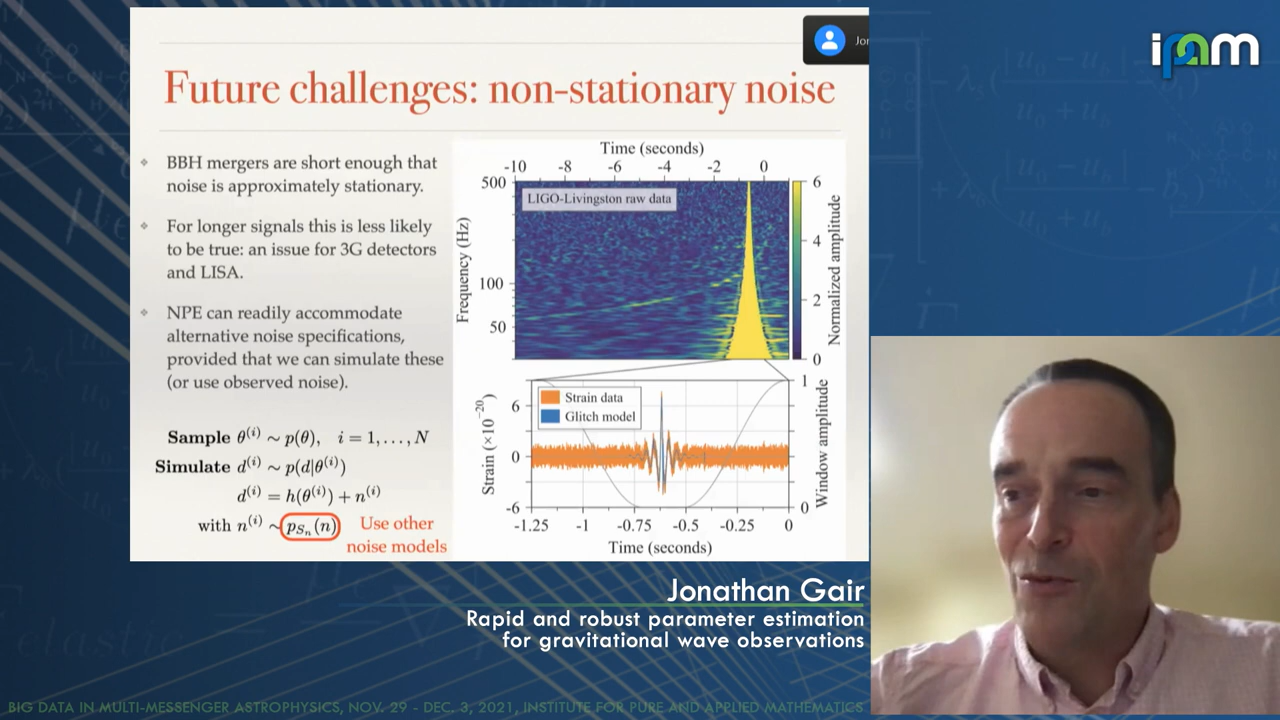 ipam
Jon
Future challenges: non-stationary noise
❖ BBH mergers are short enough that
noise is approximately stationary.
❖ For longer signals this is less likely
to be true: an issue for 3G detectors
and LISA.
❖ NPE can readily accommodate
alternative noise specifications,
provided that we can simulate these
(or use observed noise).
Sample θ⁽ⁱ⁾ ∼ p(θ), i = 1, . . . , N
Simulate d⁽ⁱ⁾ ∼ p(d|θ⁽ⁱ⁾)
d⁽ⁱ⁾ = h(θ⁽ⁱ⁾) + n⁽ⁱ⁾
with n⁽ⁱ⁾ ∼ p_{S_n}(n)
Use other
noise models
Time (seconds)
-10 -8 -6 -4 -2 0
500
100
50
Frequency (Hz)
LIGO-Livingston raw data
6
4
2
0
Normalized amplitude
Strain data
Glitch model
6
0
-6
Strain (×10⁻²⁰)
1
0
Window amplitude
-1.25 -1 -0.75 -0.5 -0.25 0
Time (seconds)
Jonathan Gair
Rapid and robust parameter estimation
for gravitational wave observations
BIG DATA IN MULTI-MESSENGER ASTROPHYSICS, NOV. 29 - DEC. 3, 2021, INSTITUTE FOR PURE AND APPLIED MATHEMATICS